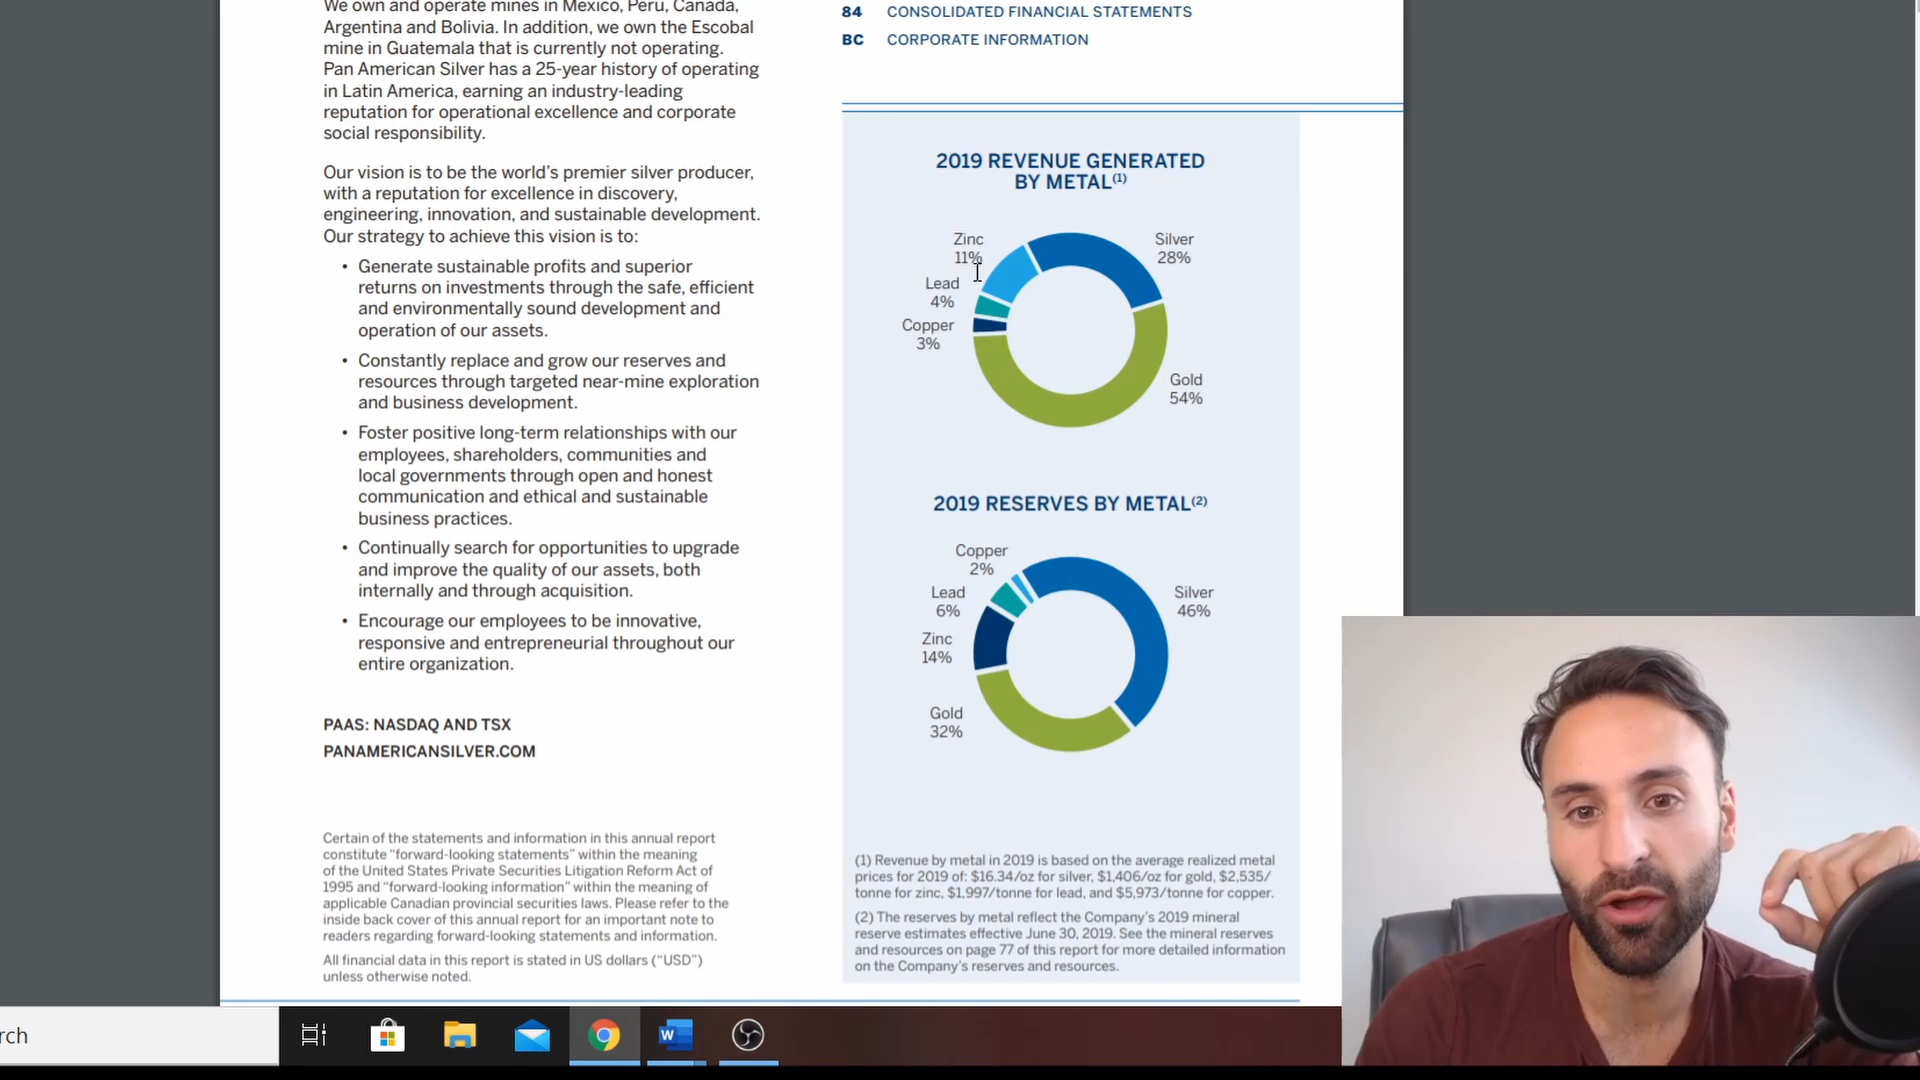 We own and operate mines in Mexico, Peru, Canada,
Argentina and Bolivia. In addition, we own the Escobal
mine in Guatemala that is currently not operating.
Pan American Silver has a 25-year history of operating
in Latin America, earning an industry-leading
reputation for operational excellence and corporate
social responsibility.
Our vision is to be the world's premier silver producer,
with a reputation for excellence in discovery,
engineering, innovation, and sustainable development.
Our strategy to achieve this vision is to:
• Generate sustainable profits and superior
returns on investments through the safe, efficient
and environmentally sound development and
operation of our assets.
• Constantly replace and grow our reserves and
resources through targeted near-mine exploration
and business development.
• Foster positive long-term relationships with our
employees, shareholders, communities and
local governments through open and honest
communication and ethical and sustainable
business practices.
• Continually search for opportunities to upgrade
and improve the quality of our assets, both
internally and through acquisition.
• Encourage our employees to be innovative,
responsive and entrepreneurial throughout our
entire organization.
PAAS: NASDAQ AND TSX
PANAMERICANSILVER.COM
Certain of the statements and information in this annual report
constitute "forward-looking statements" within the meaning
of the United States Private Securities Litigation Reform Act of
1995 and "forward-looking information" within the meaning of
applicable Canadian provincial securities laws. Please refer to the
inside back cover of this annual report for an important note to
readers regarding forward-looking statements and information.
All financial data in this report is stated in US dollars ("USD")
unless otherwise noted.
84 CONSOLIDATED FINANCIAL STATEMENTS
BC CORPORATE INFORMATION
2019 REVENUE GENERATED
BY METAL(1)
Zinc
11%
Silver
28%
Lead
4%
Copper
3%
Gold
54%
2019 RESERVES BY METAL(2)
Copper
2%
Silver
46%
Lead
6%
Zinc
14%
Gold
32%
(1) Revenue by metal in 2019 is based on the average realized metal
prices for 2019 of: $16.34/oz for silver, $1,406/oz for gold, $2,535/
tonne for zinc, $1,997/tonne for lead, and $5,973/tonne for copper.
(2) The reserves by metal reflect the Company's 2019 mineral
reserve estimates effective June 30, 2019. See the mineral reserves
and resources on page 77 of this report for more detailed information
on the Company's reserves and resources.
rch
W